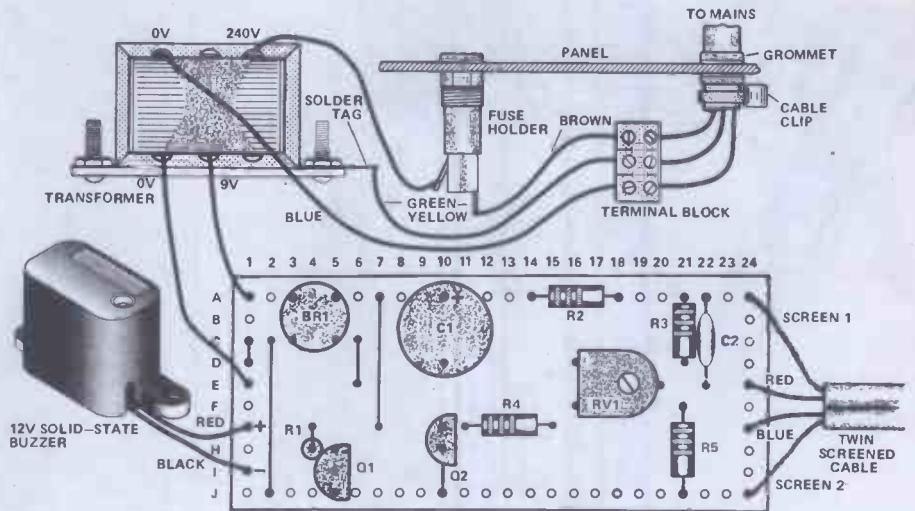 TO MAINS
0V 240V
PANEL
GROMMET
SOLDER
TAG
FUSE
HOLDER
BROWN
CABLE
CLIP
TRANSFORMER
0V 9V
GREEN-
YELLOW
TERMINAL BLOCK
BLUE
1 2 3 4 5 6 7 8 9 10 11 12 13 14 15 16 17 18 19 20 21 22 23 24
A
B
C
D
E
F
H
I
J
BR1
C1
+
R2
R3
C2
SCREEN 1
RED
RV1
12V SOLID-STATE
BUZZER
RED
+
BLACK
-
R1
Q1
Q2
R4
R5
BLUE
TWIN
SCREENED
CABLE
SCREEN 2